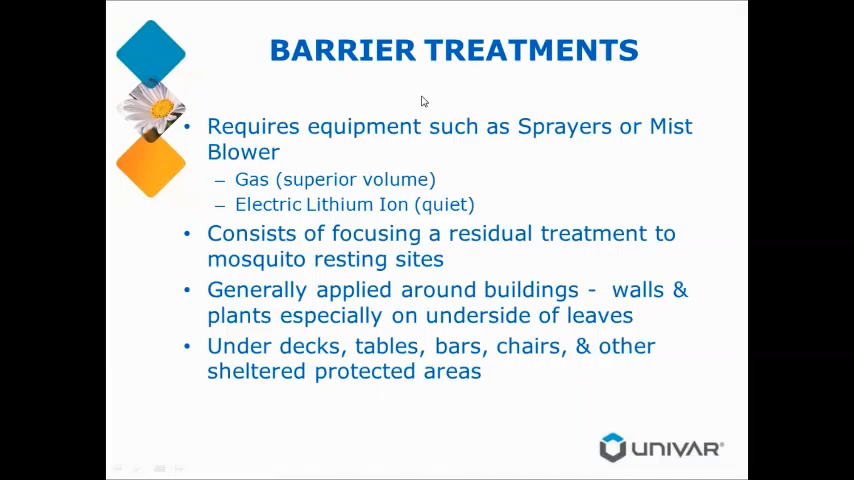 BARRIER TREATMENTS
• Requires equipment such as Sprayers or Mist
Blower
– Gas (superior volume)
– Electric Lithium Ion (quiet)
• Consists of focusing a residual treatment to
mosquito resting sites
• Generally applied around buildings -  walls &
plants especially on underside of leaves
• Under decks, tables, bars, chairs, & other
sheltered protected areas
UNIVAR®